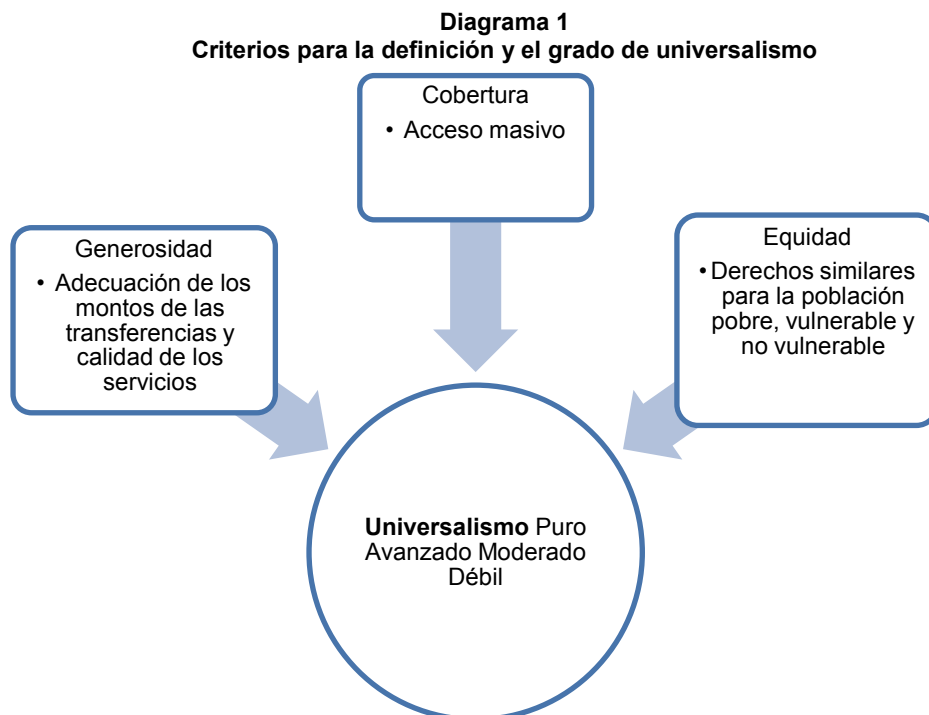 Diagrama 1
Criterios para la definición y el grado de universalismo
Cobertura
• Acceso masivo
Generosidad
• Adecuación de los
montos de las
transferencias y
calidad de los
servicios
Equidad
• Derechos similares
para la población
pobre, vulnerable y
no vulnerable
Universalismo Puro
Avanzado Moderado
Débil